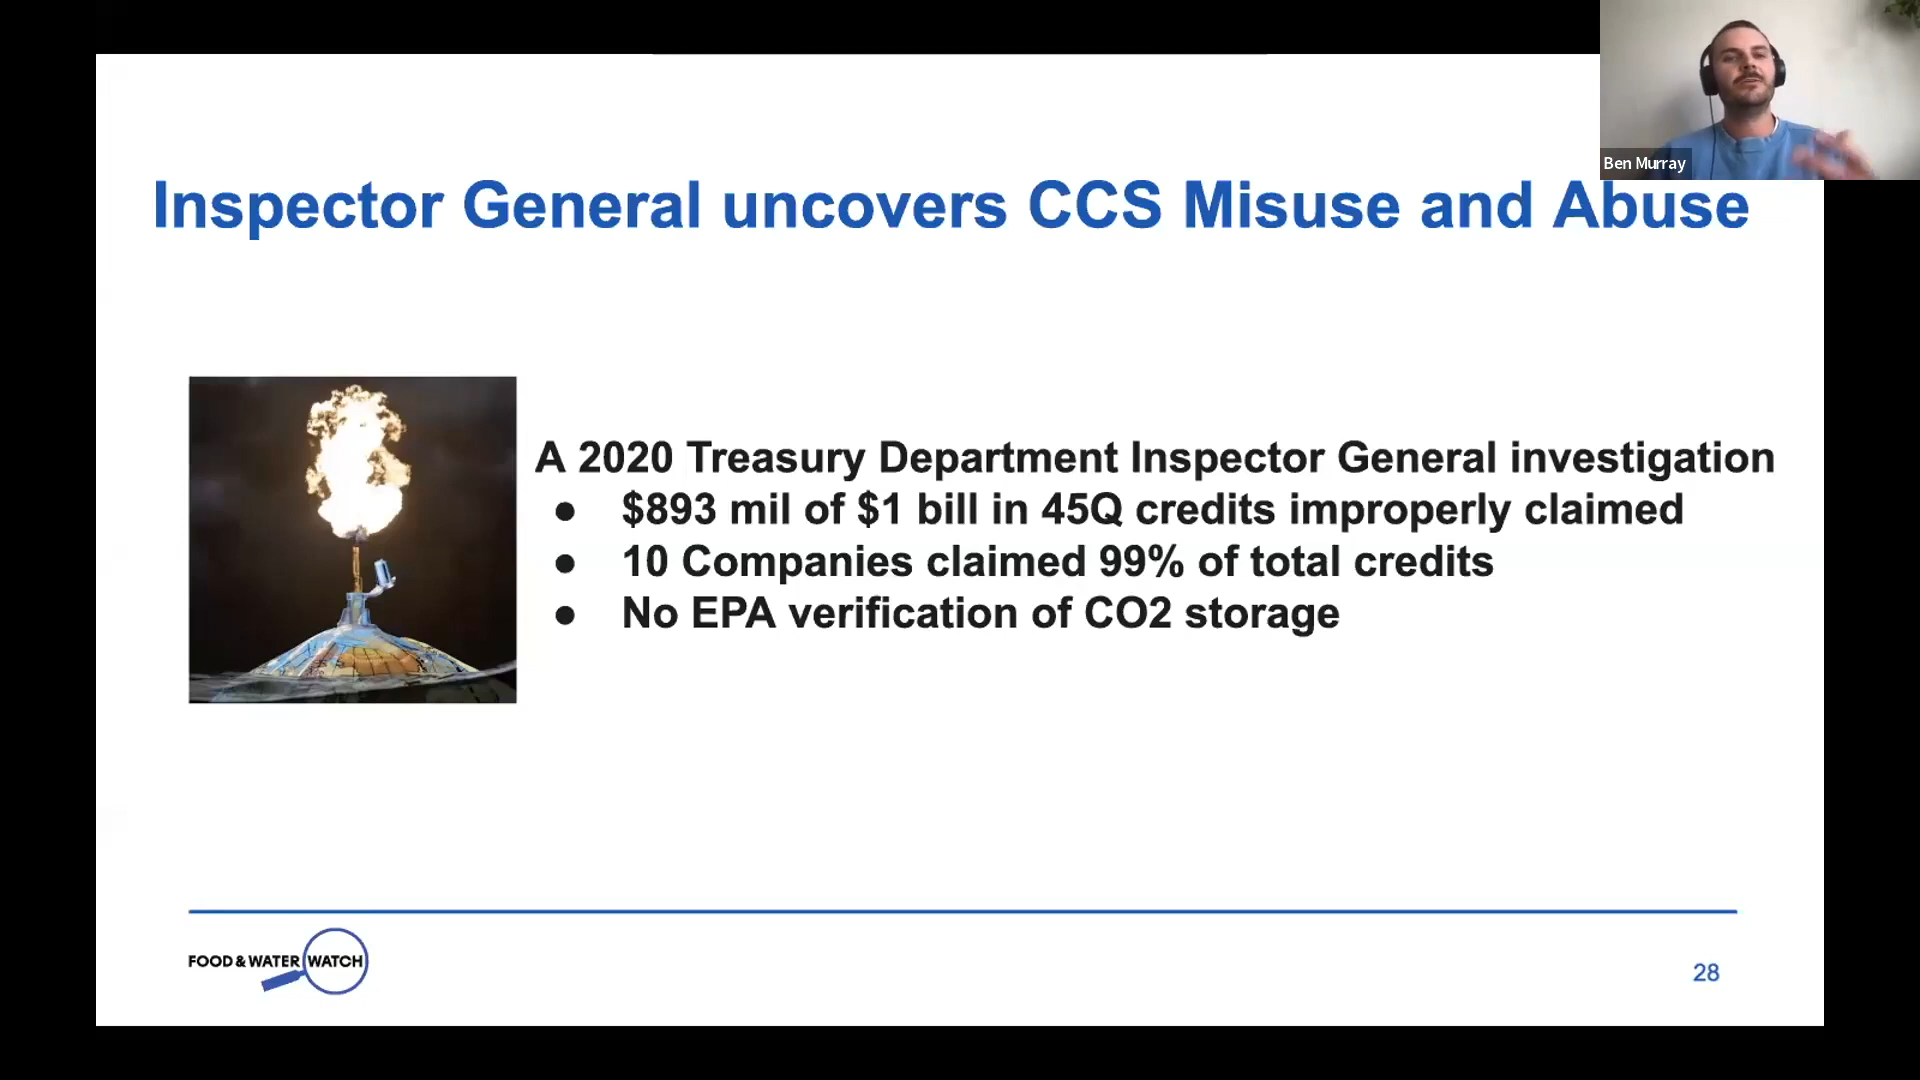 Ben Murray
Inspector General uncovers CCS Misuse and Abuse
A 2020 Treasury Department Inspector General investigation
● $893 mil of $1 bill in 45Q credits improperly claimed
● 10 Companies claimed 99% of total credits
● No EPA verification of CO2 storage
FOOD & WATER WATCH
28